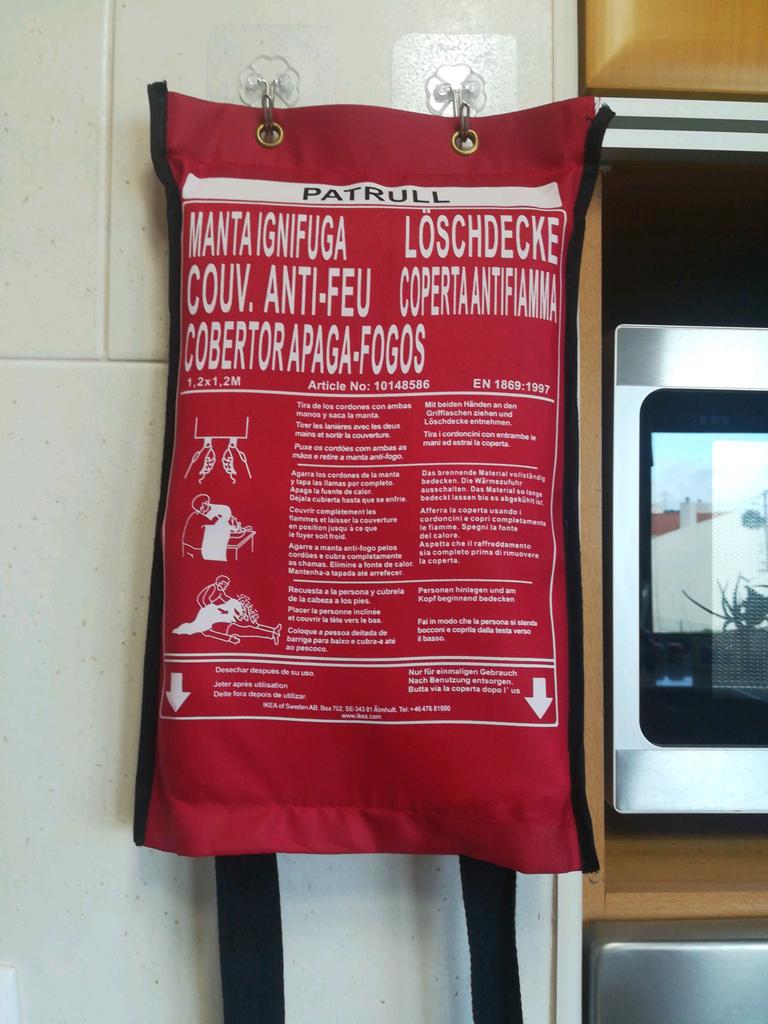 PATRULL
MANTA IGNIFUGA LÖSCHDECKE
COUV. ANTI-FEU COPERTA ANTIFIAMMA
COBERTOR APAGA-FOGOS
1,2x1,2M Article No: 10148586 EN 1869:1997
Tira de los cordones con ambas
manos y saca la manta.
Tirer les lanières avec les deux
mains et sortir la couverture.
Puxe os cordões com ambas as
mãos e retire a manta anti-fogo.
Mit beiden Händen an den
Grifflaschen ziehen und
Löschdecke entnehmen.
Tira i cordoncini con entrambe le
mani ed estrai la coperta.
Agarra los cordones de la manta
y tapa las llamas por completo.
Apaga la fuente de calor.
Déjala cubierta hasta que se enfríe.
Couvrir complètement les
flammes et laisser la couverture
en position jusqu'à ce que
le foyer soit froid.
Agarre a manta anti-fogo pelos
cordões e cubra completamente
as chamas. Elimine a fonte de calor.
Mantenha-a tapada até arrefecer.
Das brennende Material vollständig
bedecken. Die Wärmezufuhr
ausschalten. Das Material so lange
bedeckt lassen bis es abgekühlt ist.
Afferra la coperta usando i
cordoncini e copri completamente
le fiamme. Spegni la fonte
del calore.
Aspetta che il raffreddamento
sia completo prima di rimuovere
la coperta.
Recuesta a la persona y cúbrela
de la cabeza a los pies.
Placer la personne inclinée
et couvrir la tête vers le bas.
Coloque a pessoa deitada de
barriga para baixo e cubra-a até
ao pescoço.
Personen hinlegen und am
Kopf beginnend bedecken
Fai in modo che la persona si stenda
bocconi e coprila dalla testa verso
il basso.
Desechar después de su uso.
Jeter après utilisation
Deite fora depois de utilizar.
Nur für einmaligen Gebrauch
Nach Benutzung entsorgen.
Butta via la coperta dopo l' us
IKEA of Sweden AB. Box 702, SE-343 81 Älmhult. Tel: +46 476 81000
www.ikea.com